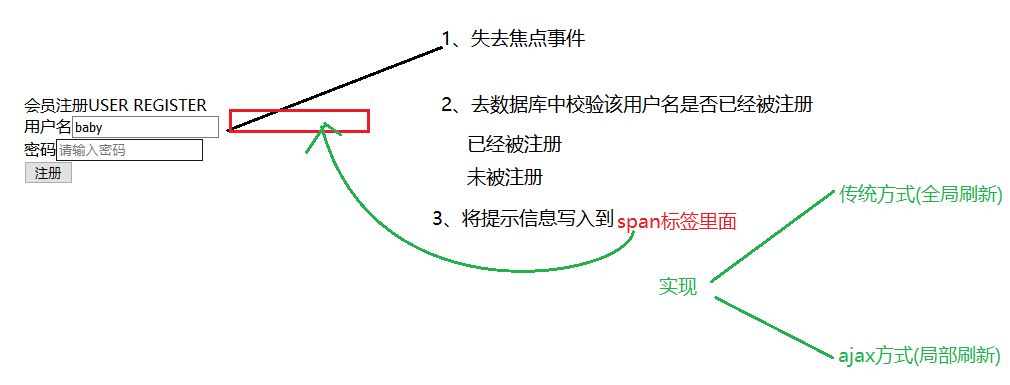 会员注册USER REGISTER
用户名 baby
密码 请输入密码
注册
1、失去焦点事件
2、去数据库中校验该用户名是否已经被注册
已经被注册
未被注册
3、将提示信息写入到 span标签里面
实现
传统方式(全局刷新)
ajax方式(局部刷新)